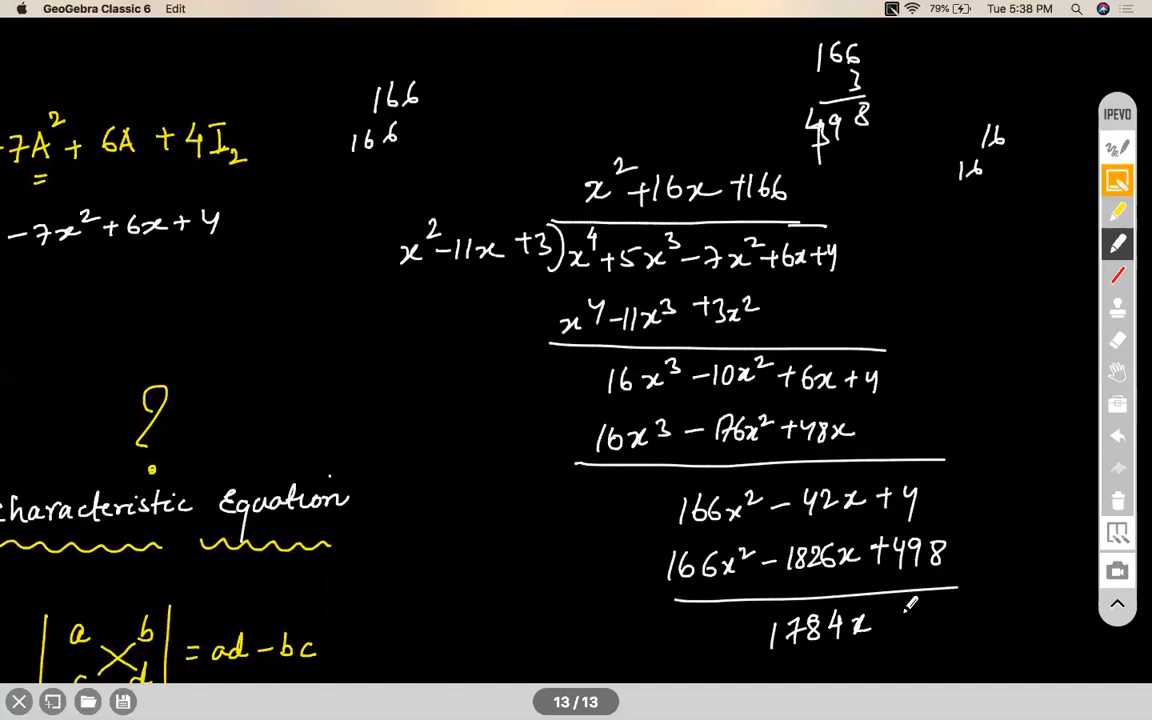 GeoGebra Classic 6 Edit 79% Tue 5:38 PM
166
3
498
166
166
16
16
-7A² + 6A + 4I₂
-7x² + 6x + 4
x² + 16x + 166
x² - 11x + 3) x⁴ + 5x³ - 7x² + 6x + 4
x⁴ - 11x³ + 3x²
16x³ - 10x² + 6x + 4
16x³ - 176x² + 48x
166x² - 42x + 4
166x² - 1826x + 498
1784x
?
characteristic Equation
a b
c d
= ad - bc
IPEVO
13 / 13